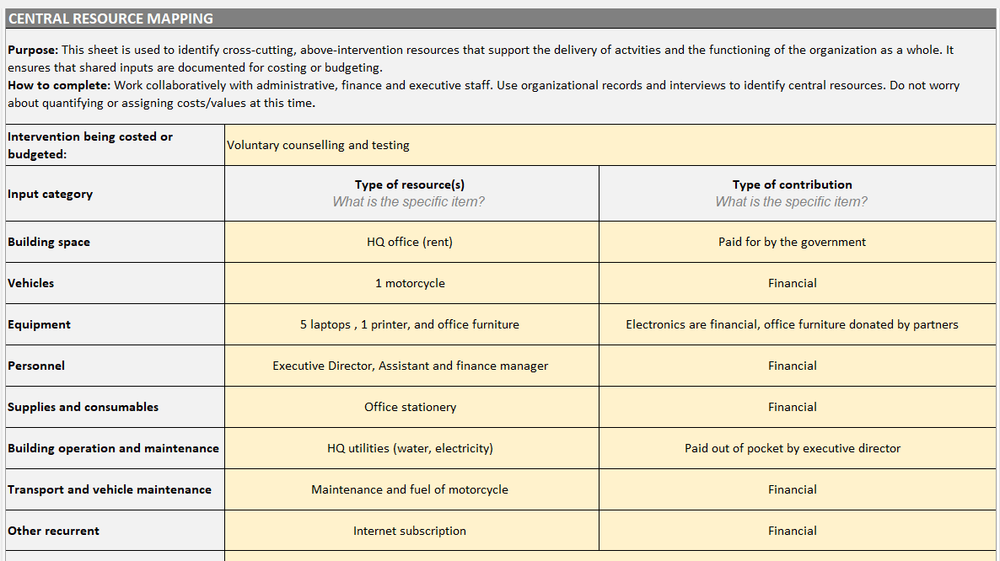 CENTRAL RESOURCE MAPPING
Purpose: This sheet is used to identify cross-cutting, above-intervention resources that support the delivery of actvities and the functioning of the organization as a whole. It
ensures that shared inputs are documented for costing or budgeting.
How to complete: Work collaboratively with administrative, finance and executive staff. Use organizational records and interviews to identify central resources. Do not worry
about quantifying or assigning costs/values at this time.
Intervention being costed or
budgeted:
Voluntary counselling and testing
Input category
Type of resource(s)
What is the specific item?
Type of contribution
What is the specific item?
Building space
HQ office (rent)
Paid for by the government
Vehicles
1 motorcycle
Financial
Equipment
5 laptops , 1 printer, and office furniture
Electronics are financial, office furniture donated by partners
Personnel
Executive Director, Assistant and finance manager
Financial
Supplies and consumables
Office stationery
Financial
Building operation and maintenance
HQ utilities (water, electricity)
Paid out of pocket by executive director
Transport and vehicle maintenance
Maintenance and fuel of motorcycle
Financial
Other recurrent
Internet subscription
Financial